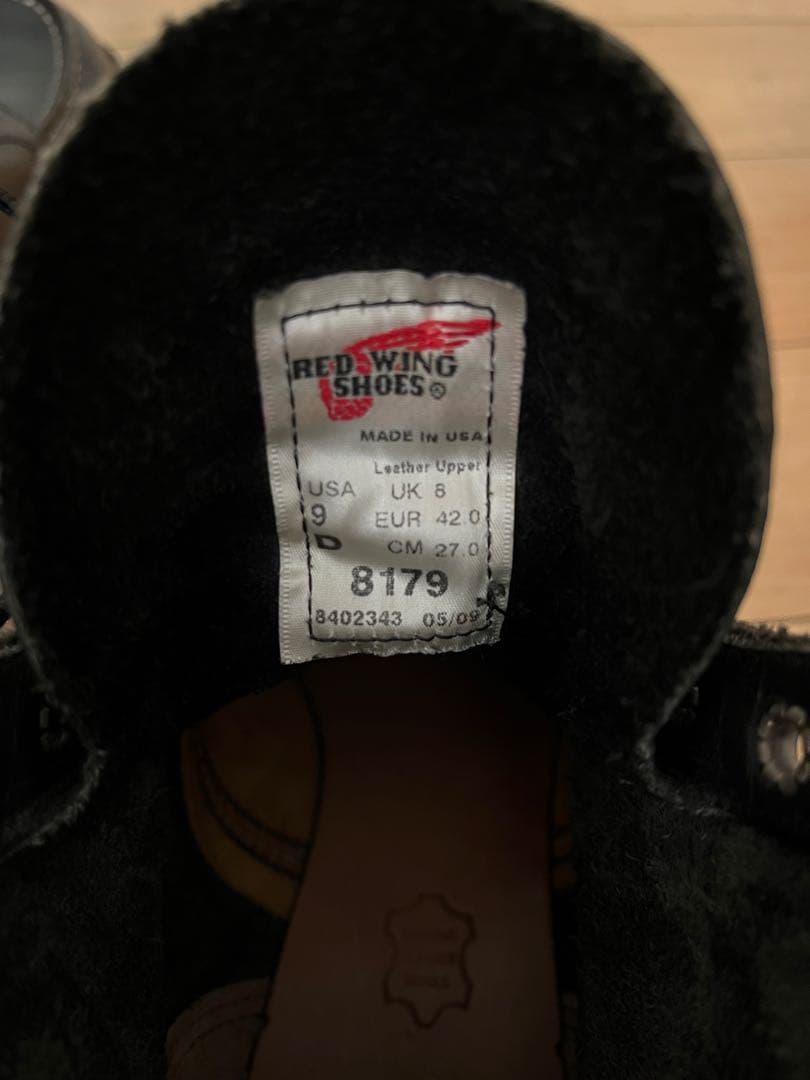 RED WING
SHOES ®
MADE IN USA
Leather Upper
USA UK 8
9 EUR 42.0
D CM 27.0
8179
8402343 05/09